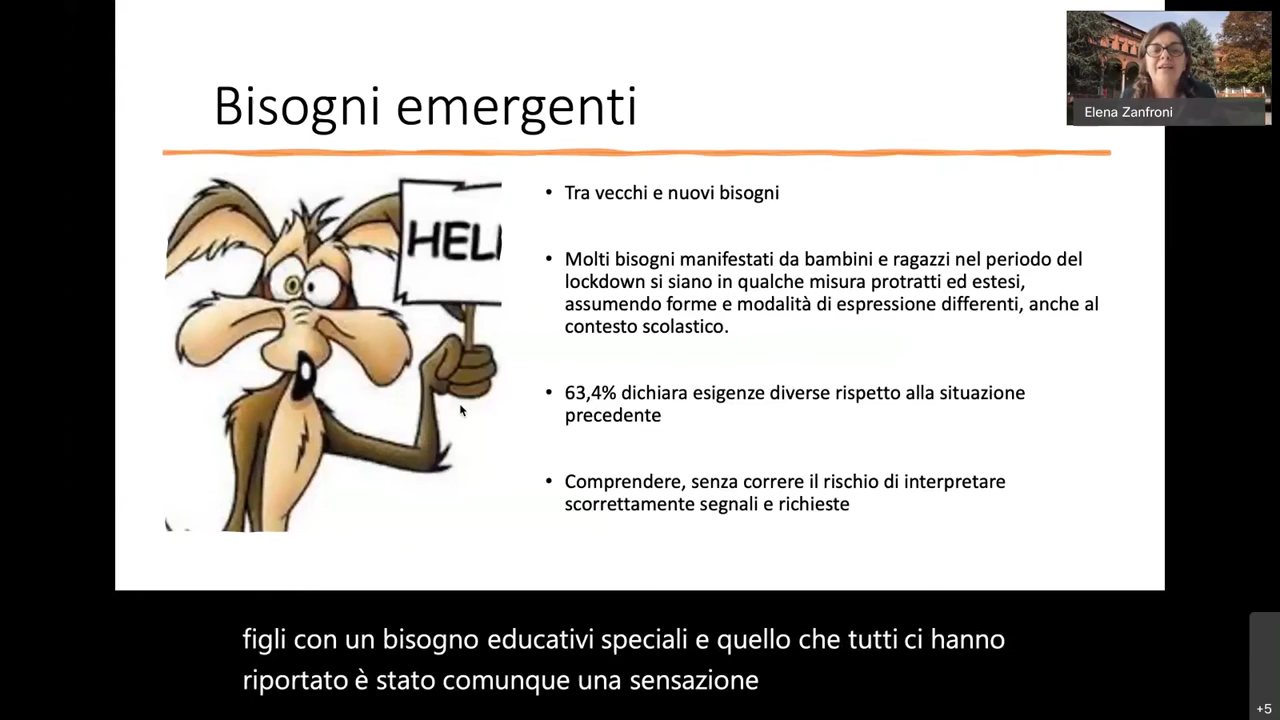 Bisogni emergenti
Elena Zanfroni
HEL
• Tra vecchi e nuovi bisogni
• Molti bisogni manifestati da bambini e ragazzi nel periodo del
lockdown si siano in qualche misura protratti ed estesi,
assumendo forme e modalità di espressione differenti, anche al
contesto scolastico.
• 63,4% dichiara esigenze diverse rispetto alla situazione
precedente
• Comprendere, senza correre il rischio di interpretare
scorrettamente segnali e richieste
figli con un bisogno educativi speciali e quello che tutti ci hanno
riportato è stato comunque una sensazione
+5